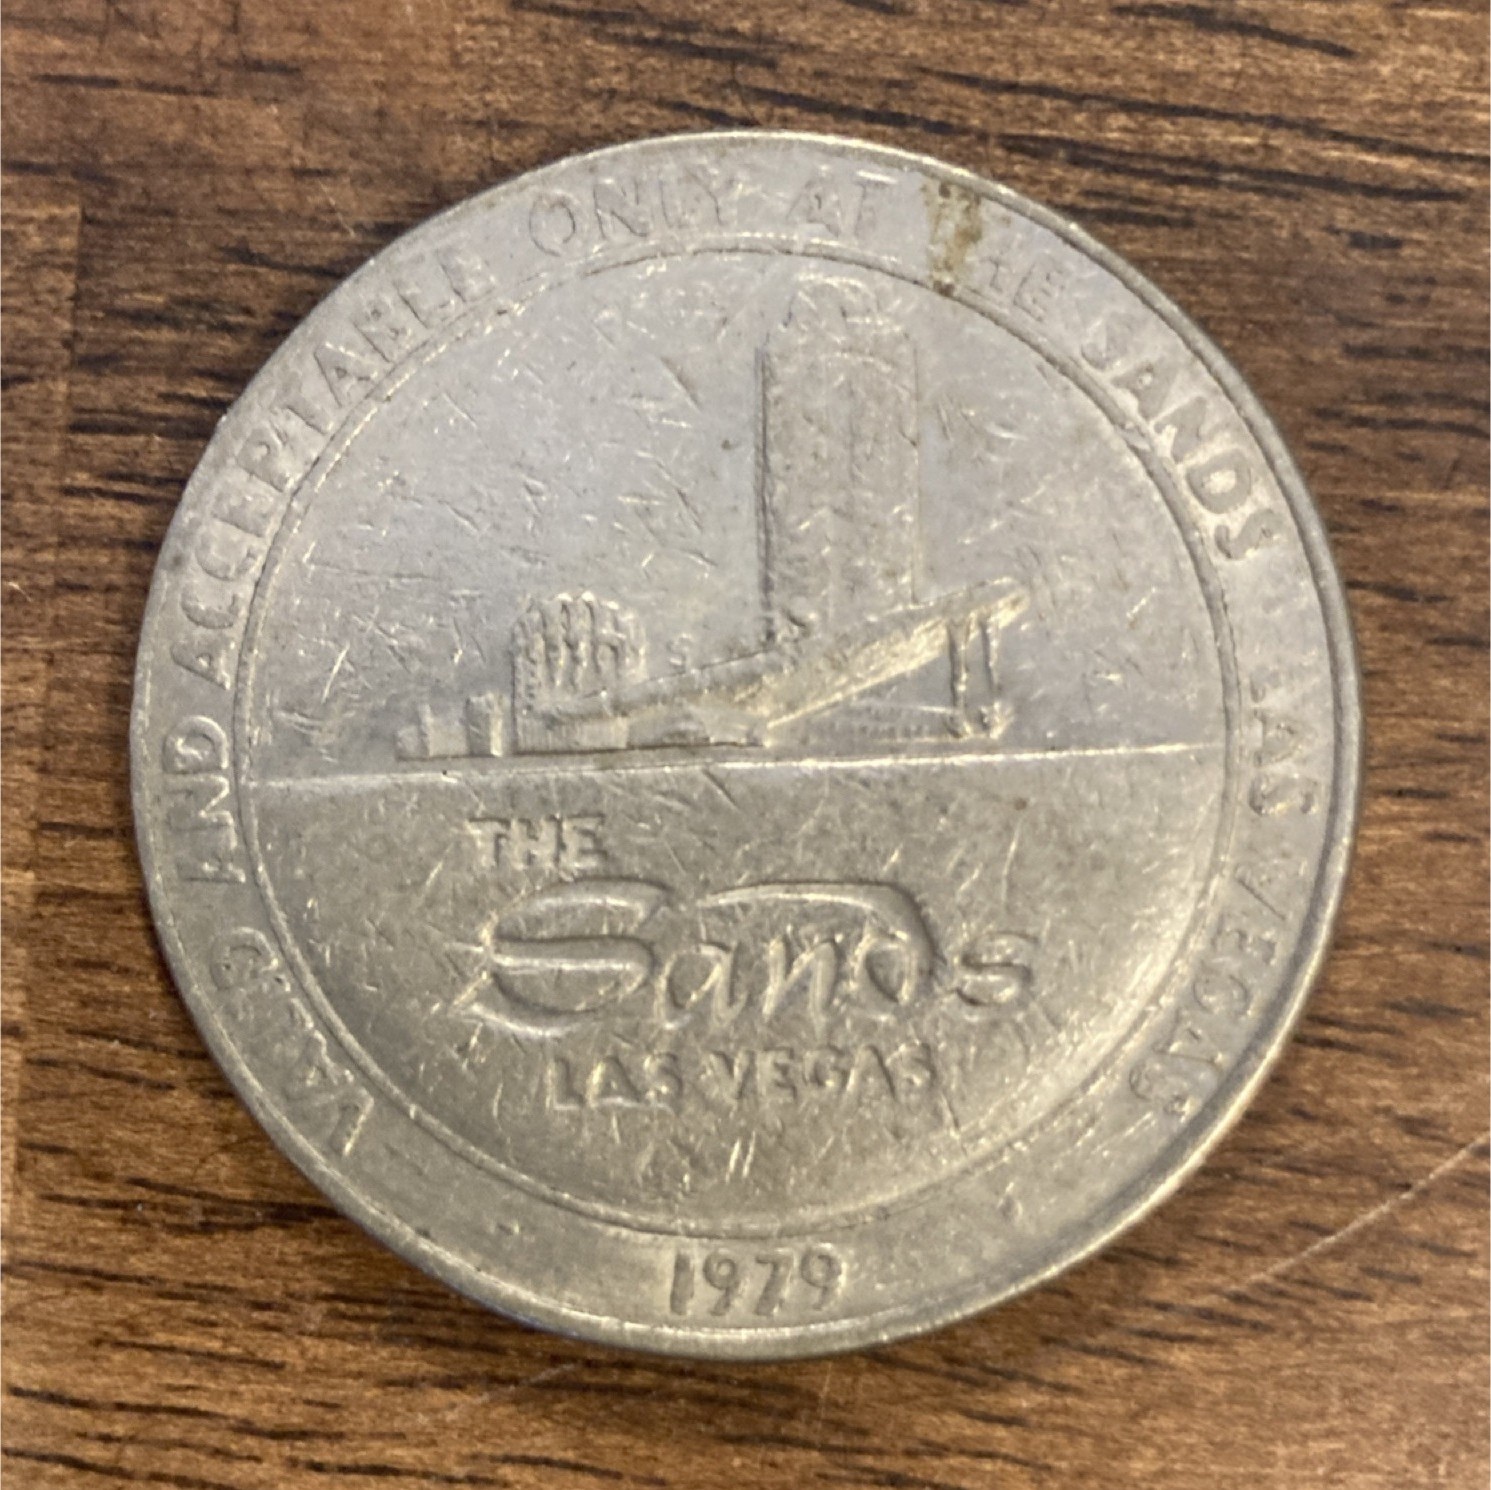 VALID AND ACCEPTABLE ONLY AT THE SANDS LAS VEGAS
THE
Sands
LAS VEGAS
1979